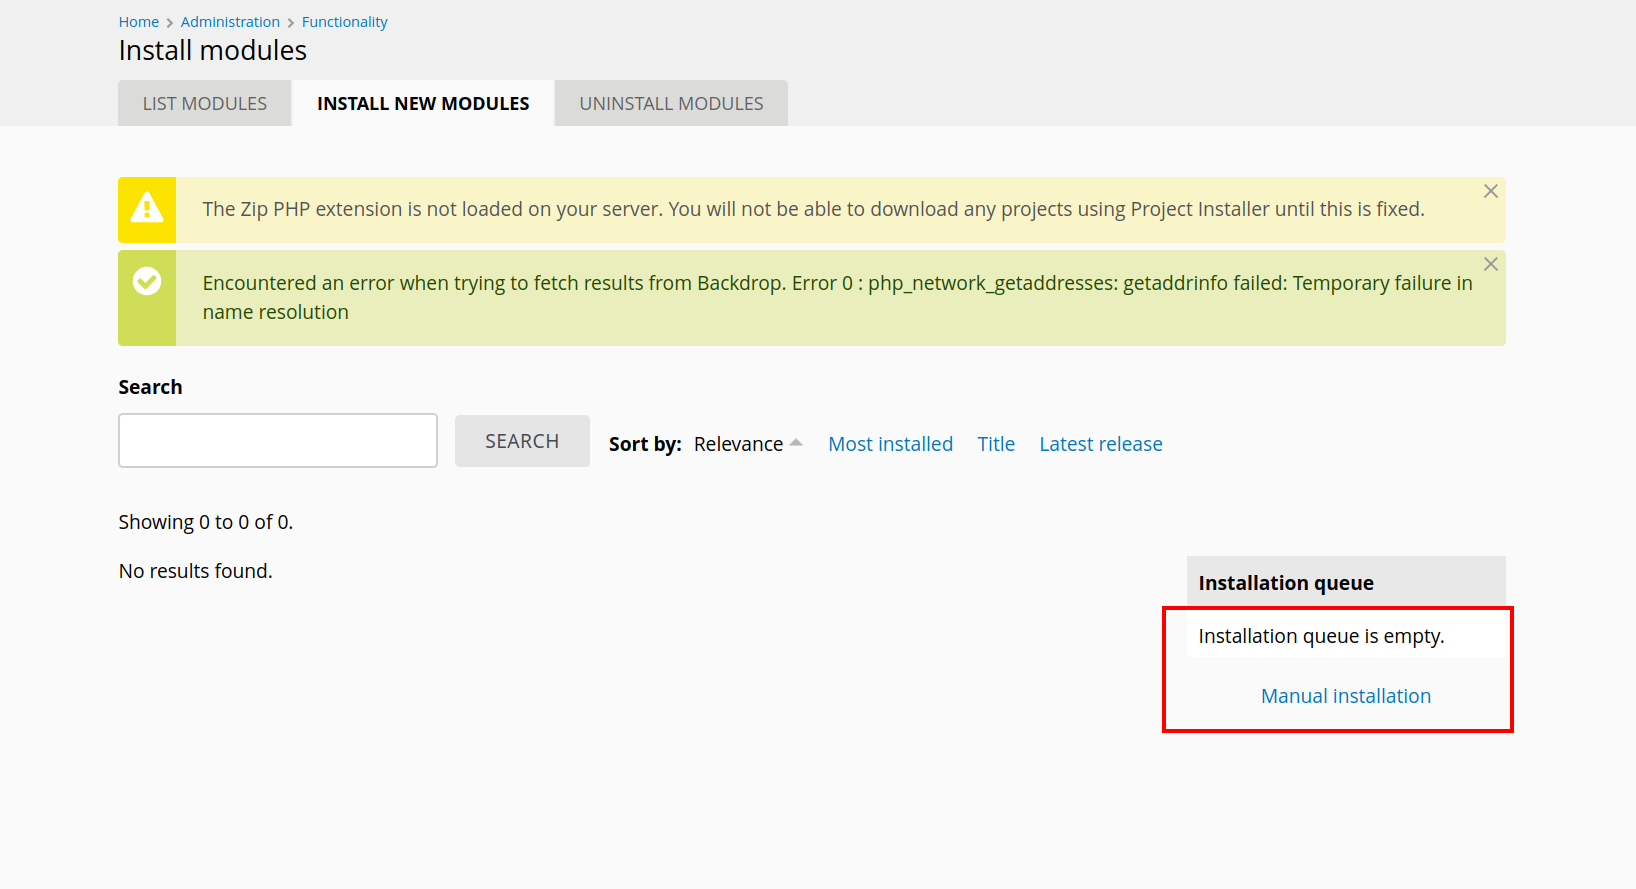 Home > Administration > Functionality
Install modules
LIST MODULES INSTALL NEW MODULES UNINSTALL MODULES
The Zip PHP extension is not loaded on your server. You will not be able to download any projects using Project Installer until this is fixed.
Encountered an error when trying to fetch results from Backdrop. Error 0 : php_network_getaddresses: getaddrinfo failed: Temporary failure in
name resolution
Search
SEARCH Sort by: Relevance Most installed Title Latest release
Showing 0 to 0 of 0.
No results found.
Installation queue
Installation queue is empty.
Manual installation